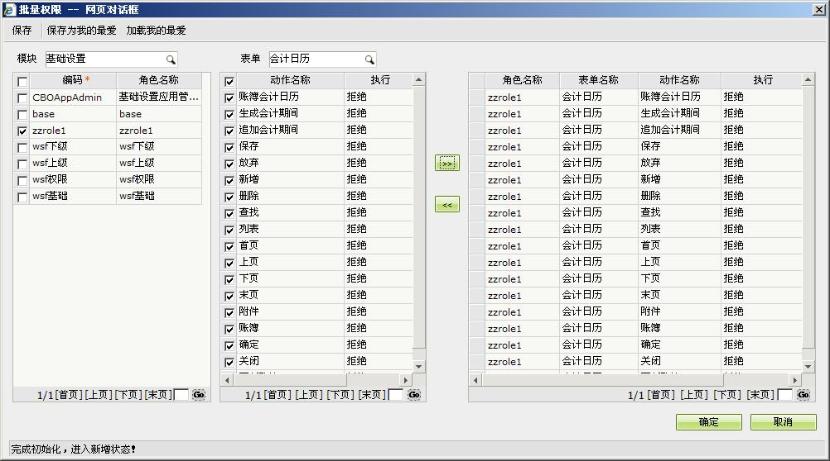 批量权限 -- 网页对话框
保存 保存为我的最爱 加载我的最爱
模块 基础设置 表单 会计日历
编码* 角色名称
CBOAppAdmin 基础设置应用管...
base base
zzrole1 zzrole1
wsf下级 wsf下级
wsf上级 wsf上级
wsf权限 wsf权限
wsf基础 wsf基础
1/1[首页][上页][下页][末页] Go
动作名称 执行
账簿会计日历 拒绝
生成会计期间 拒绝
追加会计期间 拒绝
保存 拒绝
放弃 拒绝
新增 拒绝
删除 拒绝
查找 拒绝
列表 拒绝
首页 拒绝
上页 拒绝
下页 拒绝
末页 拒绝
附件 拒绝
账簿 拒绝
确定 拒绝
关闭 拒绝
1/1[首页] [上页] [下页] [末页] Go
>>
<<
角色名称 表单名称 动作名称 执行
zzrole1 会计日历 账簿会计日历 拒绝
zzrole1 会计日历 生成会计期间 拒绝
zzrole1 会计日历 追加会计期间 拒绝
zzrole1 会计日历 保存 拒绝
zzrole1 会计日历 放弃 拒绝
zzrole1 会计日历 新增 拒绝
zzrole1 会计日历 删除 拒绝
zzrole1 会计日历 查找 拒绝
zzrole1 会计日历 列表 拒绝
zzrole1 会计日历 首页 拒绝
zzrole1 会计日历 上页 拒绝
zzrole1 会计日历 下页 拒绝
zzrole1 会计日历 末页 拒绝
zzrole1 会计日历 附件 拒绝
zzrole1 会计日历 账簿 拒绝
zzrole1 会计日历 确定 拒绝
zzrole1 会计日历 关闭 拒绝
1/1[首页] [上页] [下页] [末页] Go
确定 取消
完成初始化，进入新增状态!